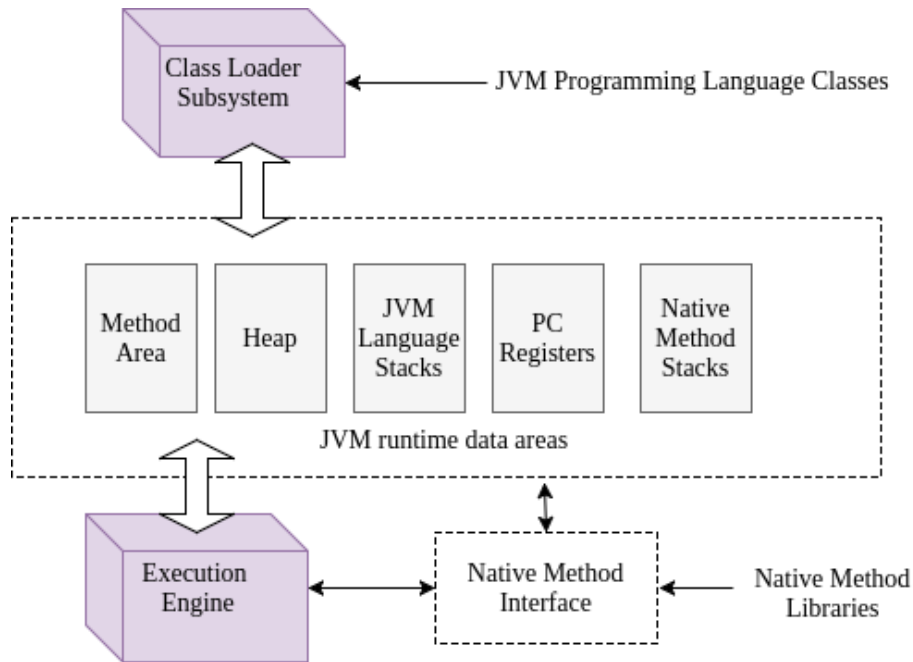 Class Loader
Subsystem
JVM Programming Language Classes
Method
Area
Heap
JVM
Language
Stacks
PC
Registers
Native
Method
Stacks
JVM runtime data areas
Execution
Engine
Native Method
Interface
Native Method
Libraries